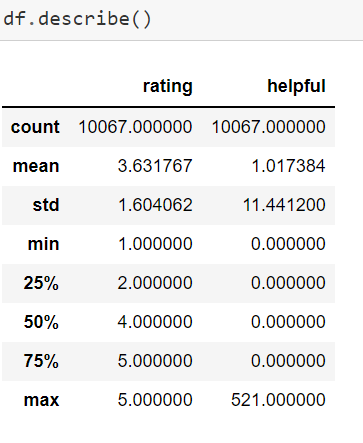 df.describe()
rating helpful
count 10067.000000 10067.000000
mean 3.631767 1.017384
std 1.604062 11.441200
min 1.000000 0.000000
25% 2.000000 0.000000
50% 4.000000 0.000000
75% 5.000000 0.000000
max 5.000000 521.000000